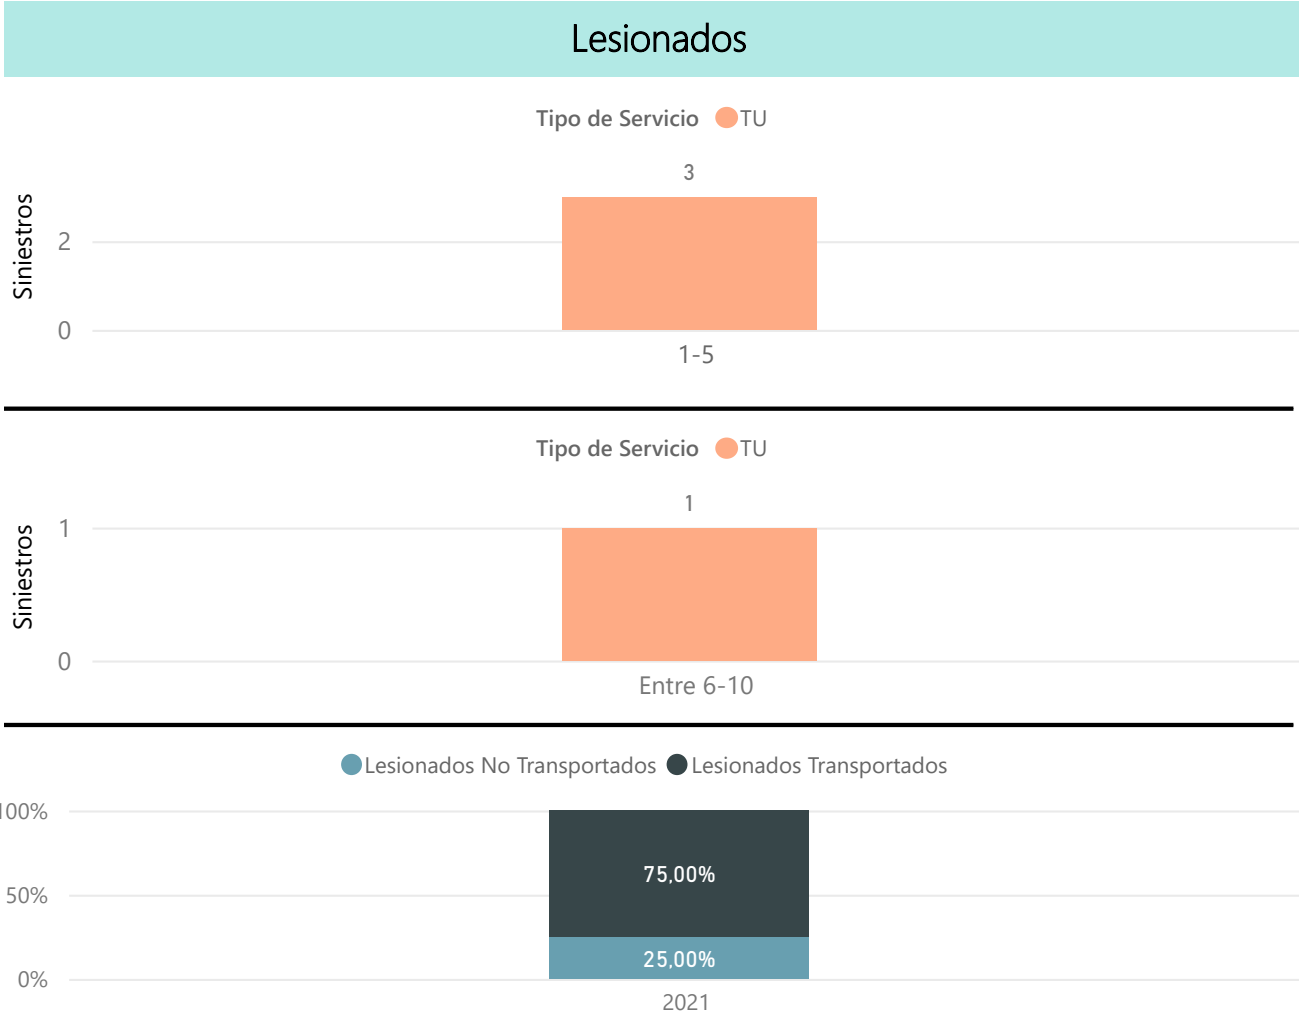 Lesionados
Tipo de Servicio TU
3
Siniestros
2
0
1-5
Tipo de Servicio TU
1
Siniestros
1
0
Entre 6-10
Lesionados No Transportados Lesionados Transportados
100%
75,00%
50%
25,00%
0%
2021